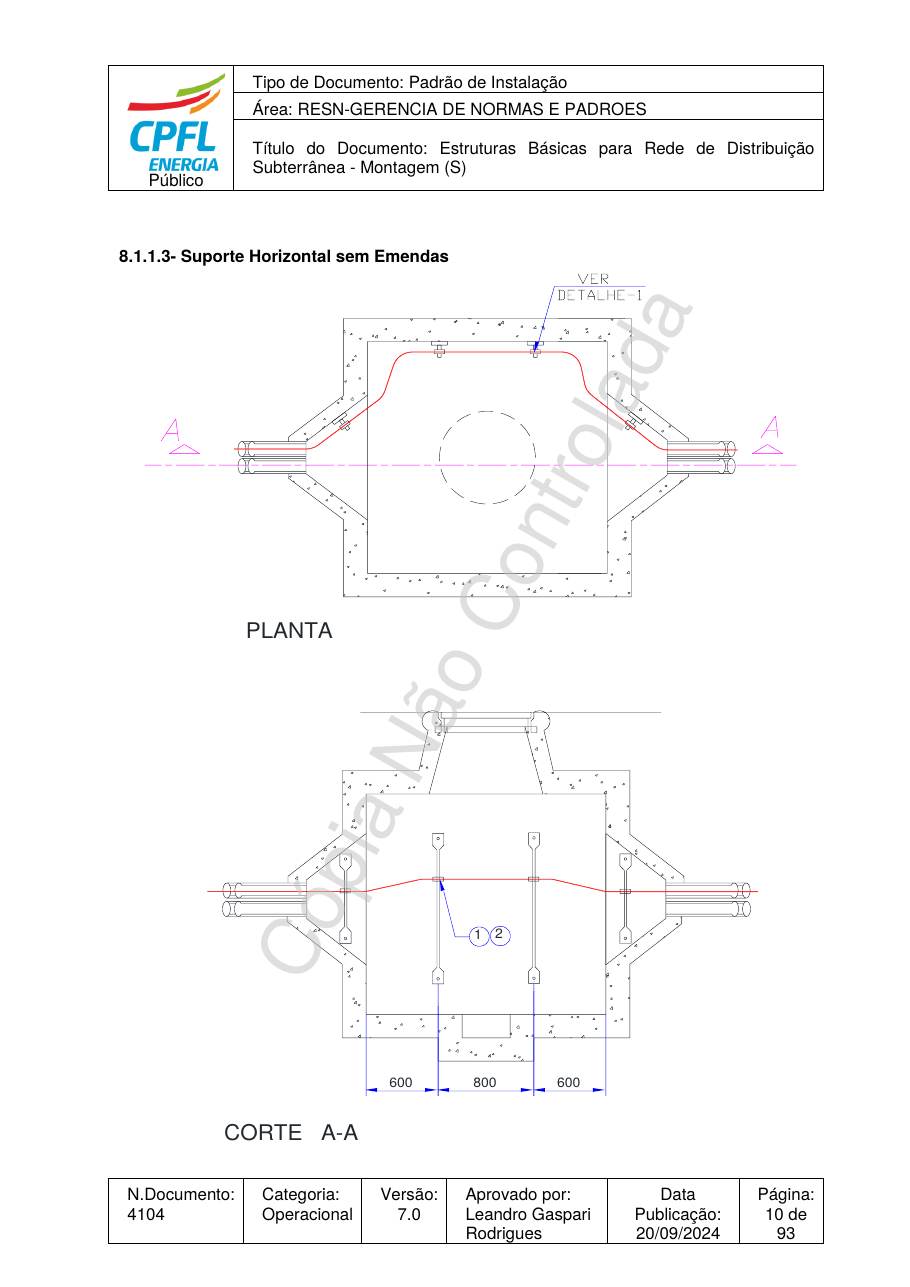 CPFL
ENERGIA
Público
Tipo de Documento: Padrão de Instalação
Área: RESN-GERENCIA DE NORMAS E PADROES
Título do Documento: Estruturas Básicas para Rede de Distribuição
Subterrânea - Montagem (S)
8.1.1.3- Suporte Horizontal sem Emendas
VER
DETALHE-1
A
A
PLANTA
Cópia Não Controlada
1 2
600 800 600
CORTE A-A
N.Documento:
4104
Categoria:
Operacional
Versão:
7.0
Aprovado por:
Leandro Gaspari
Rodrigues
Data
Publicação:
20/09/2024
Página:
10 de
93